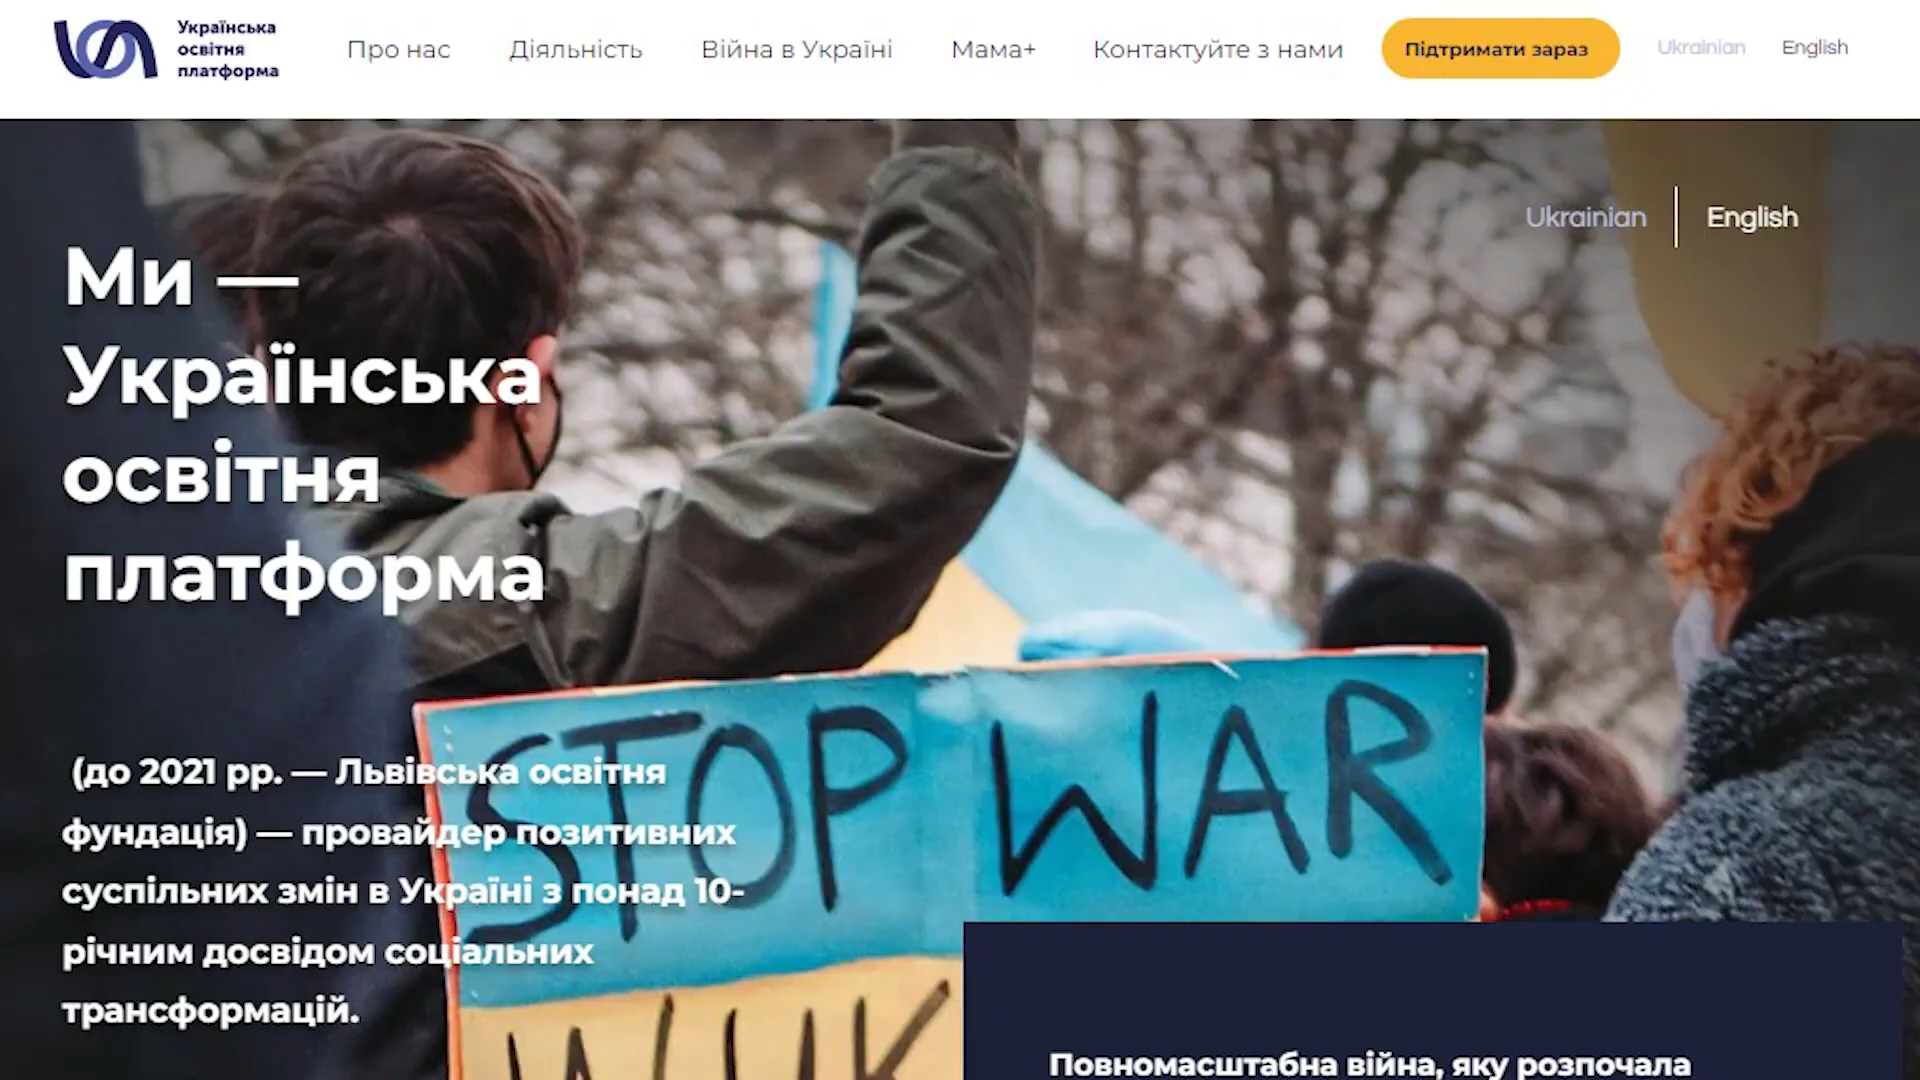 Українська
освітня
платформа
Про нас
Діяльність
Війна в Україні
Мама+
Контактуйте з нами
Підтримати зараз
Ukrainian
English
Ukrainian
English
Ми —
Українська
освітня
платформа
(до 2021 рр. — Львівська освітня
фундація) — провайдер позитивних
суспільних змін в Україні з понад 10-
річним досвідом соціальних
трансформацій.
STOP WAR
Повномасштабна війна, яку розпочала